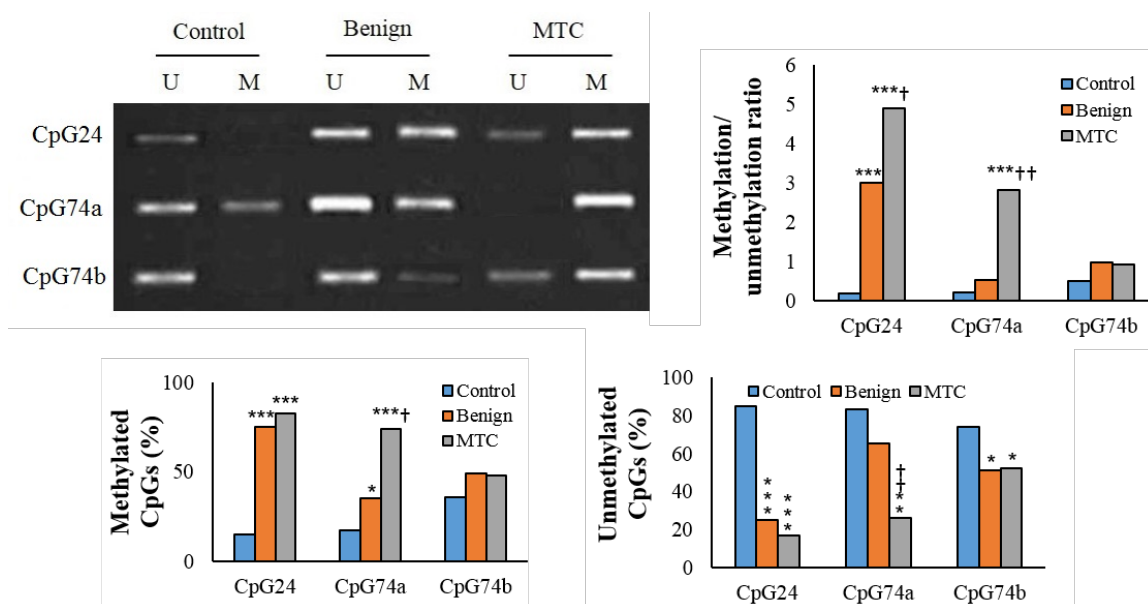 Control Benign MTC
U M U M U M
CpG24
CpG74a
CpG74b
Methylation/
unmethylation ratio
6
5
4
3
2
1
0
***
***†
***††
Control
Benign
MTC
CpG24 CpG74a CpG74b
Methylated
CpGs (%)
100
50
0
***
***
*
***†
Control
Benign
MTC
CpG24 CpG74a CpG74b
Unmethylated
CpGs (%)
100
80
60
40
20
0
Control Benign MTC
***
***
**‡†
*
*
CpG24 CpG74a CpG74b